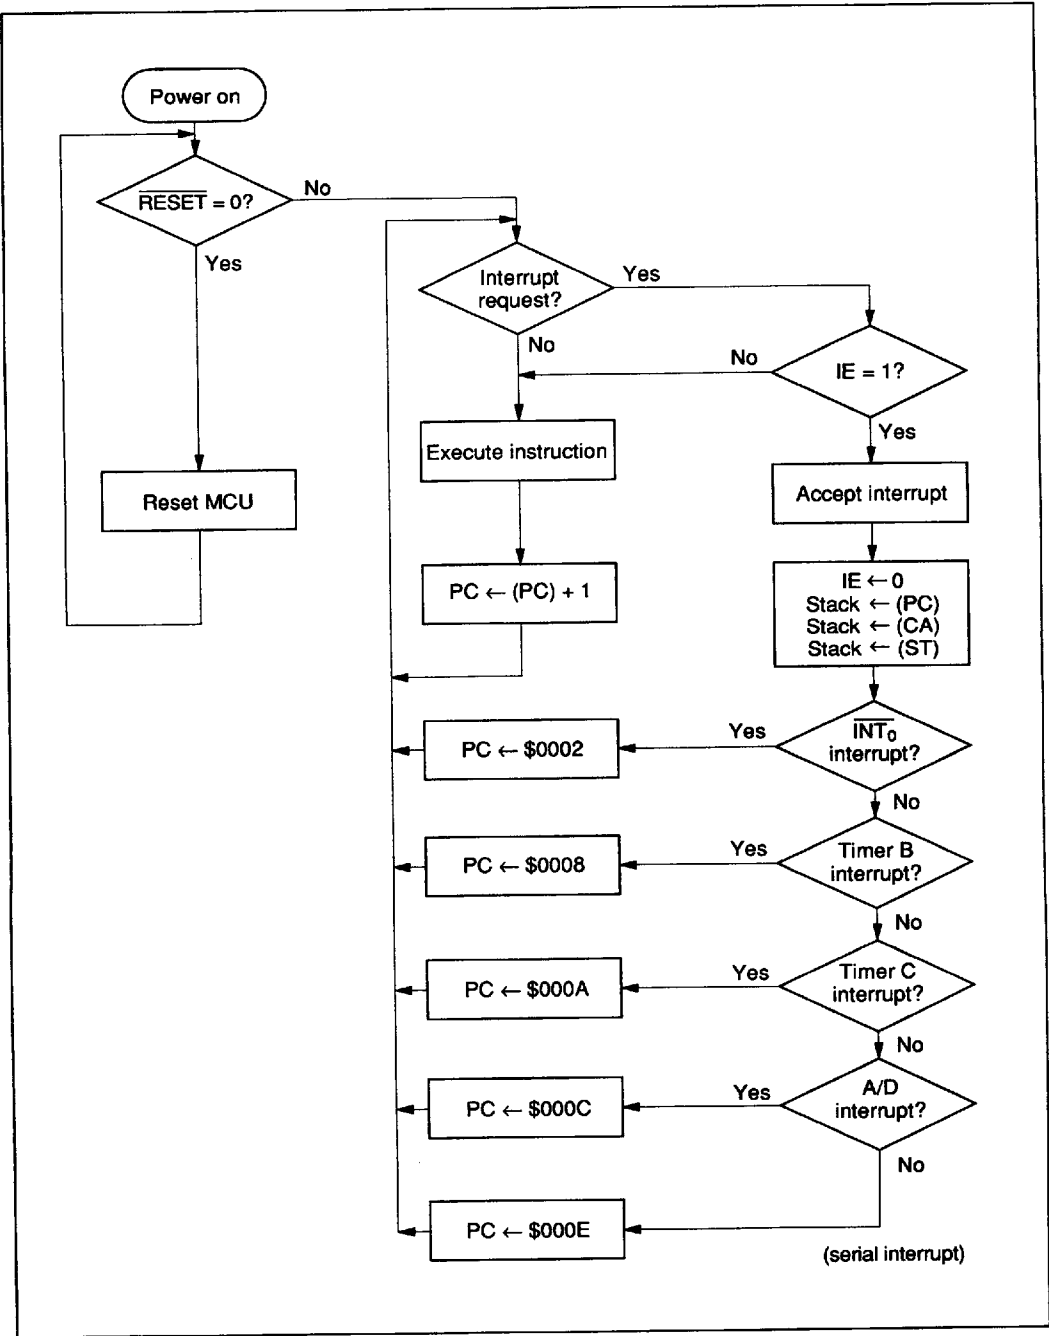 Power on
RESET = 0?
No
Yes
Reset MCU
Interrupt
request?
Yes
No
IE = 1?
No
Yes
Execute instruction
PC ← (PC) + 1
Accept interrupt
IE ← 0
Stack ← (PC)
Stack ← (CA)
Stack ← (ST)
INT0
interrupt?
Yes
No
PC ← $0002
Timer B
interrupt?
Yes
No
PC ← $0008
Timer C
interrupt?
Yes
No
PC ← $000A
A/D
interrupt?
Yes
No
PC ← $000C
PC ← $000E
(serial interrupt)